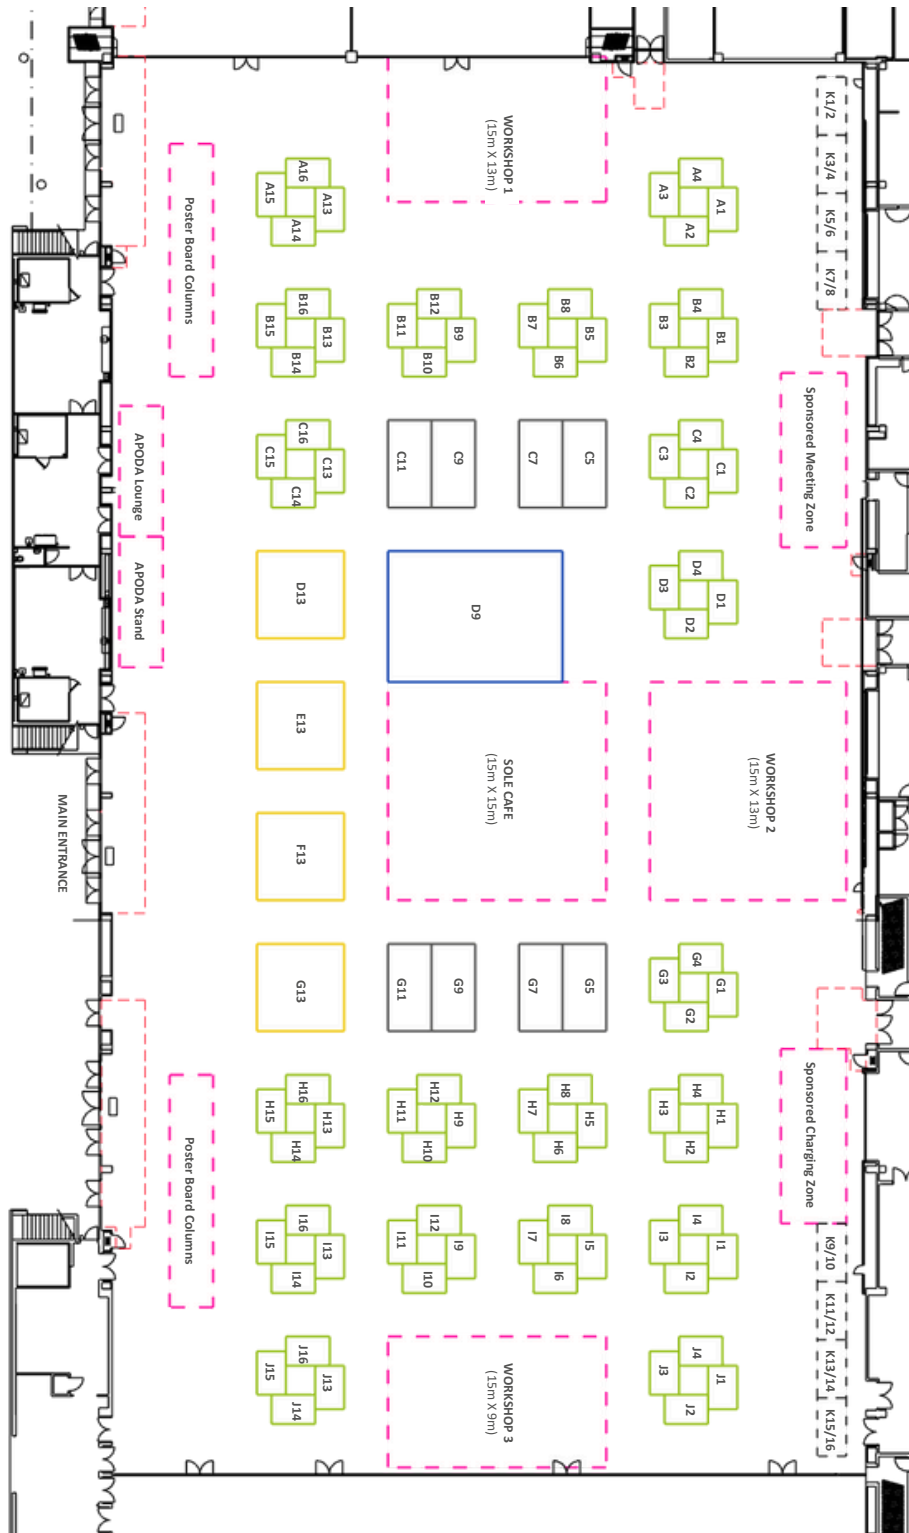 WORKSHOP 1
(15m X 13m)
K1/2
K3/4
K5/6
K7/8
A16
A13
A15
A14
A4
A1
A3
A2
Poster Board Columns
B16
B13
B15
B14
B12
B9
B11
B10
B8
B5
B7
B6
B4
B1
B3
B2
Sponsored Meeting Zone
APODA Lounge
C16
C13
C15
C14
C11
C9
C7
C5
C4
C1
C3
C2
APODA Stand
D13
D9
D4
D1
D3
D2
E13
SOLE CAFE
(15m X 15m)
WORKSHOP 2
(15m X 13m)
MAIN ENTRANCE
F13
G13
G11
G9
G7
G5
G4
G1
G3
G2
Sponsored Charging Zone
Poster Board Columns
H16
H13
H15
H14
H12
H9
H11
H10
H8
H5
H7
H6
H4
H1
H3
H2
I16
I13
I15
I14
I12
I9
I11
I10
I8
I5
I7
I6
I4
I1
I3
I2
K9/10
K11/12
K13/14
K15/16
J16
J13
J15
J14
WORKSHOP 3
(15m X 9m)
J4
J1
J3
J2